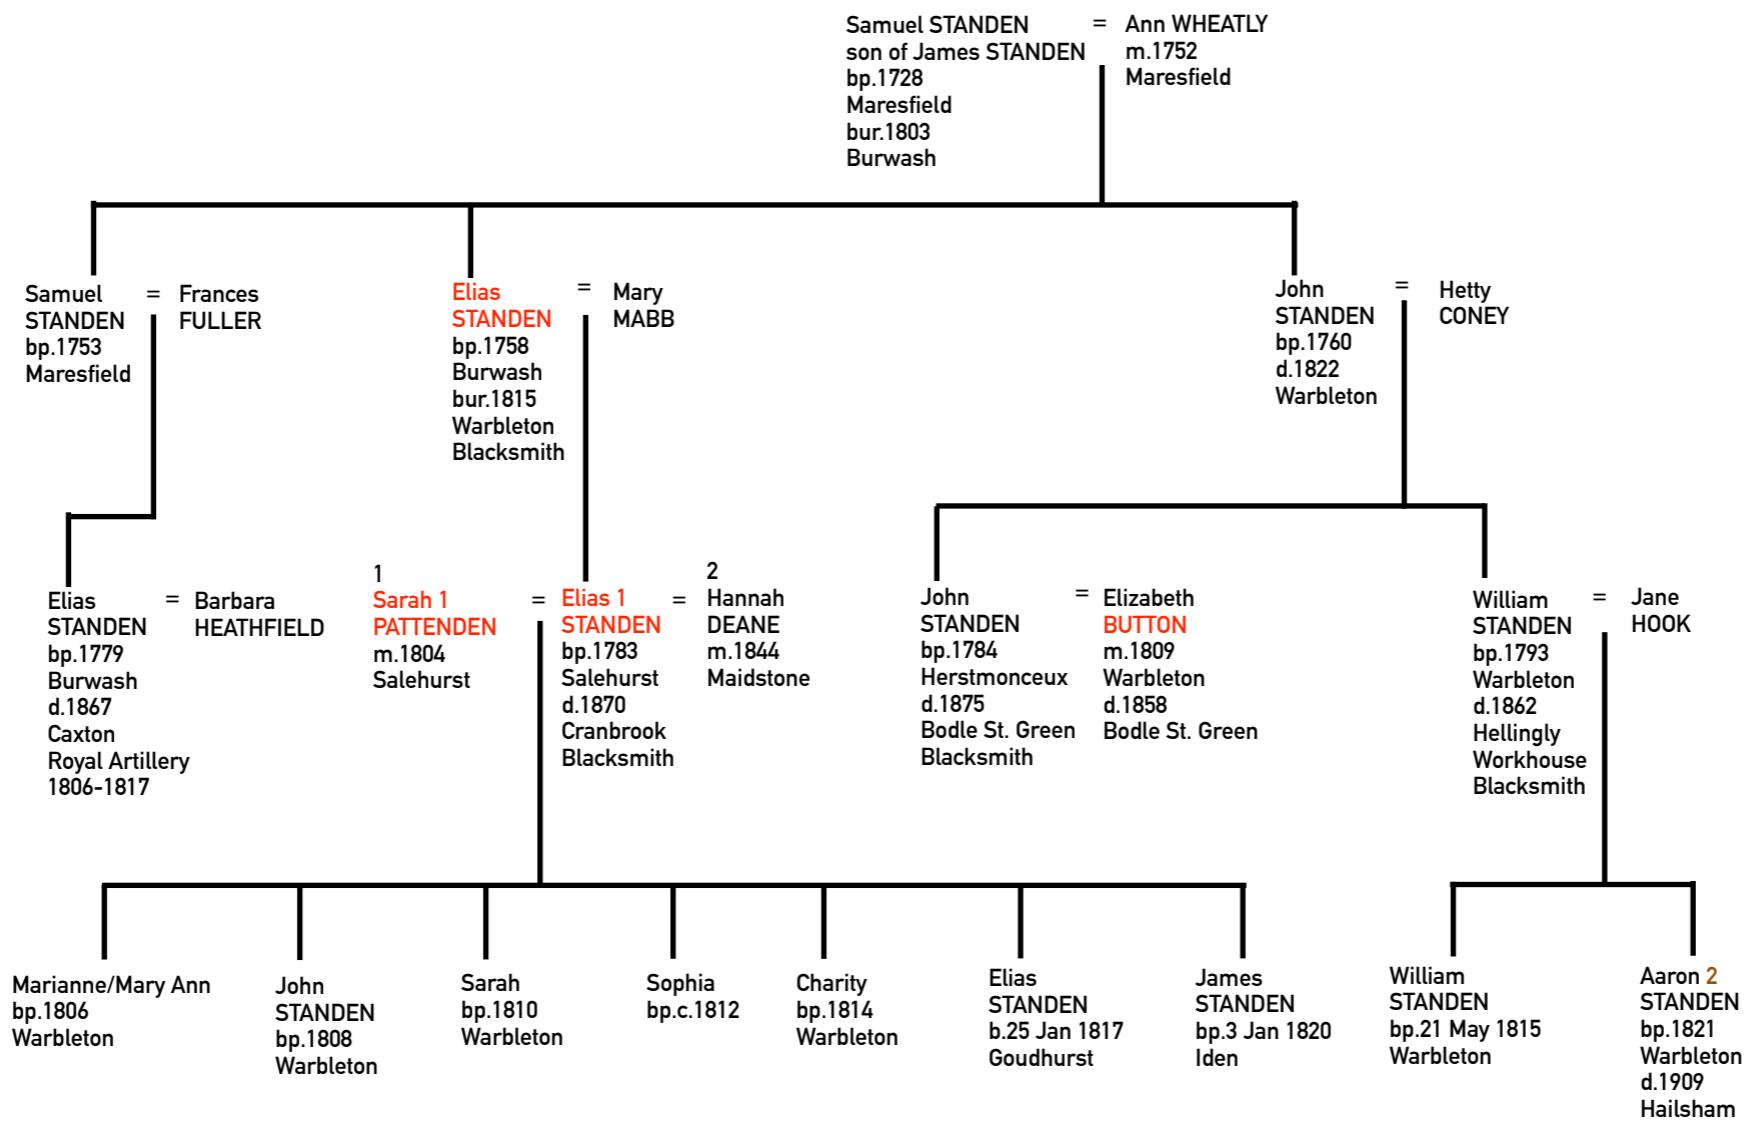 Samuel STANDEN
son of James STANDEN
bp.1728
Maresfield
bur.1803
Burwash
=
Ann WHEATLY
m.1752
Maresfield
Samuel
STANDEN
bp.1753
Maresfield
=
Frances
FULLER
Elias
STANDEN
bp.1758
Burwash
bur.1815
Warbleton
Blacksmith
=
Mary
MABB
John
STANDEN
bp.1760
d.1822
Warbleton
=
Hetty
CONEY
Elias
STANDEN
bp.1779
Burwash
d.1867
Caxton
Royal Artillery
1806-1817
=
Barbara
HEATHFIELD
1
Sarah 1
PATTENDEN
m.1804
Salehurst
=
Elias 1
STANDEN
bp.1783
Salehurst
d.1870
Cranbrook
Blacksmith
=
2
Hannah
DEANE
m.1844
Maidstone
John
STANDEN
bp.1784
Herstmonceux
d.1875
Bodle St. Green
Blacksmith
=
Elizabeth
BUTTON
m.1809
Warbleton
d.1858
Bodle St. Green
William
STANDEN
bp.1793
Warbleton
d.1862
Hellingly
Workhouse
Blacksmith
=
Jane
HOOK
Marianne/Mary Ann
bp.1806
Warbleton
John
STANDEN
bp.1808
Warbleton
Sarah
bp.1810
Warbleton
Sophia
bp.c.1812
Charity
bp.1814
Warbleton
Elias
STANDEN
b.25 Jan 1817
Goudhurst
James
STANDEN
bp.3 Jan 1820
Iden
William
STANDEN
bp.21 May 1815
Warbleton
Aaron 2
STANDEN
bp.1821
Warbleton
d.1909
Hailsham